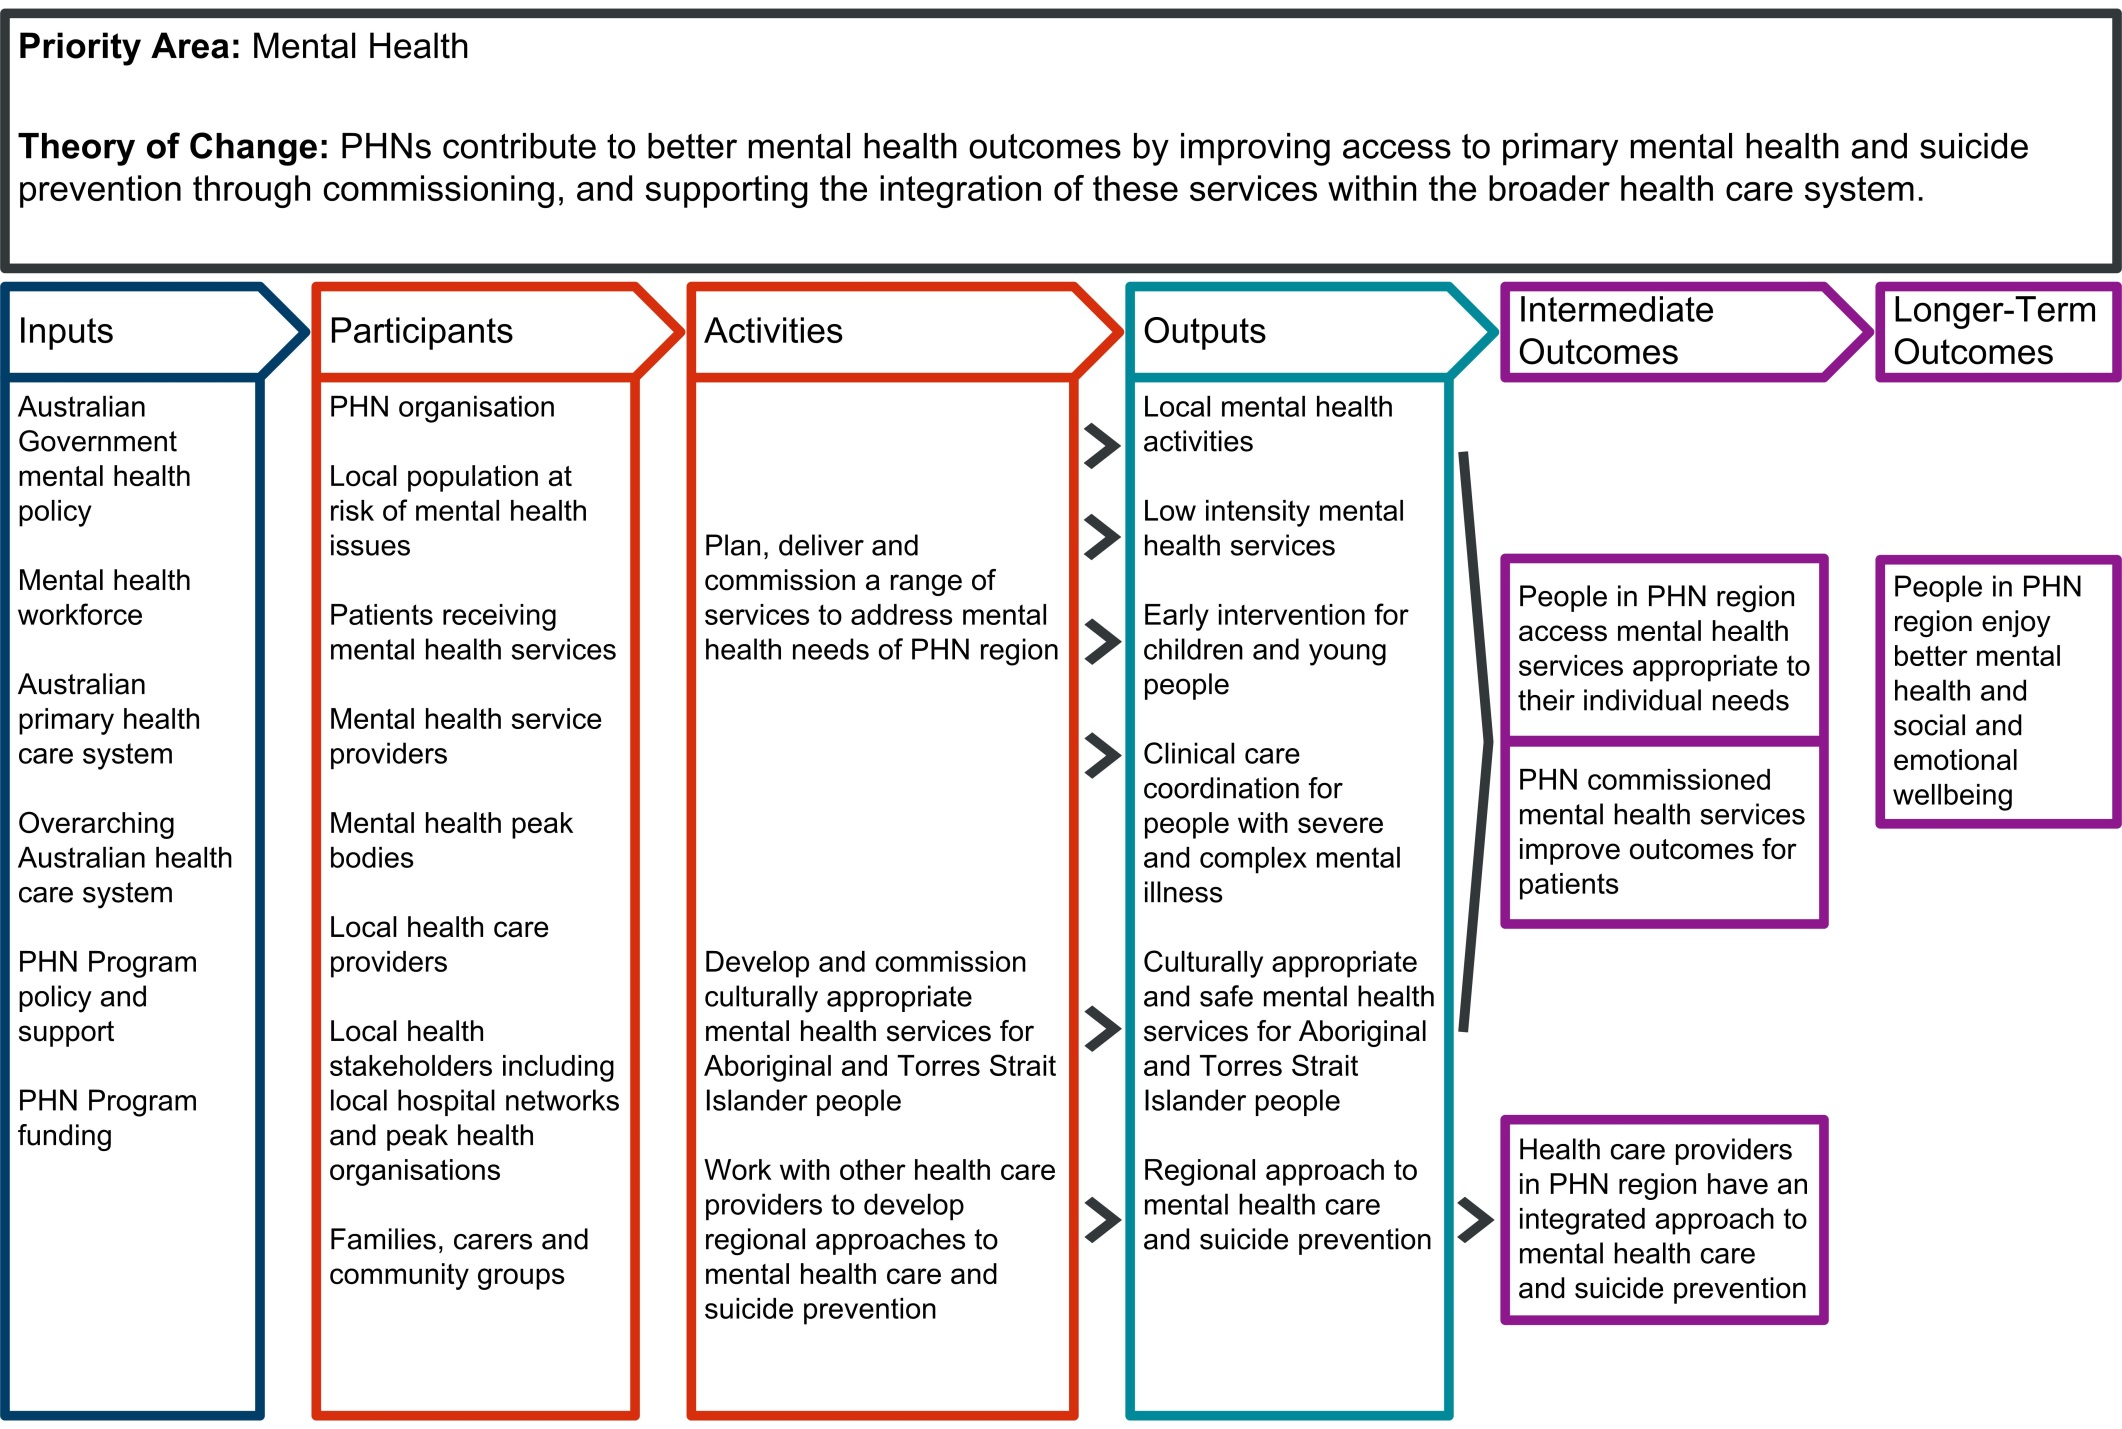 Priority Area: Mental Health
Theory of Change: PHNs contribute to better mental health outcomes by improving access to primary mental health and suicide
prevention through commissioning, and supporting the integration of these services within the broader health care system.
Inputs
Australian
Government
mental health
policy
Mental health
workforce
Australian
primary health
care system
Overarching
Australian health
care system
PHN Program
policy and
support
PHN Program
funding
Participants
PHN organisation
Local population at
risk of mental health
issues
Patients receiving
mental health services
Mental health service
providers
Mental health peak
bodies
Local health care
providers
Local health
stakeholders including
local hospital networks
and peak health
organisations
Families, carers and
community groups
Activities
Plan, deliver and
commission a range of
services to address mental
health needs of PHN region
Develop and commission
culturally appropriate
mental health services for
Aboriginal and Torres Strait
Islander people
Work with other health care
providers to develop
regional approaches to
mental health care and
suicide prevention
Outputs
Local mental health
activities
Low intensity mental
health services
Early intervention for
children and young
people
Clinical care
coordination for
people with severe
and complex mental
illness
Culturally appropriate
and safe mental health
services for Aboriginal
and Torres Strait
Islander people
Regional approach to
mental health care
and suicide prevention
Intermediate
Outcomes
People in PHN region
access mental health
services appropriate to
their individual needs
PHN commissioned
mental health services
improve outcomes for
patients
Health care providers
in PHN region have an
integrated approach to
mental health care
and suicide prevention
Longer-Term
Outcomes
People in PHN
region enjoy
better mental
health and
social and
emotional
wellbeing